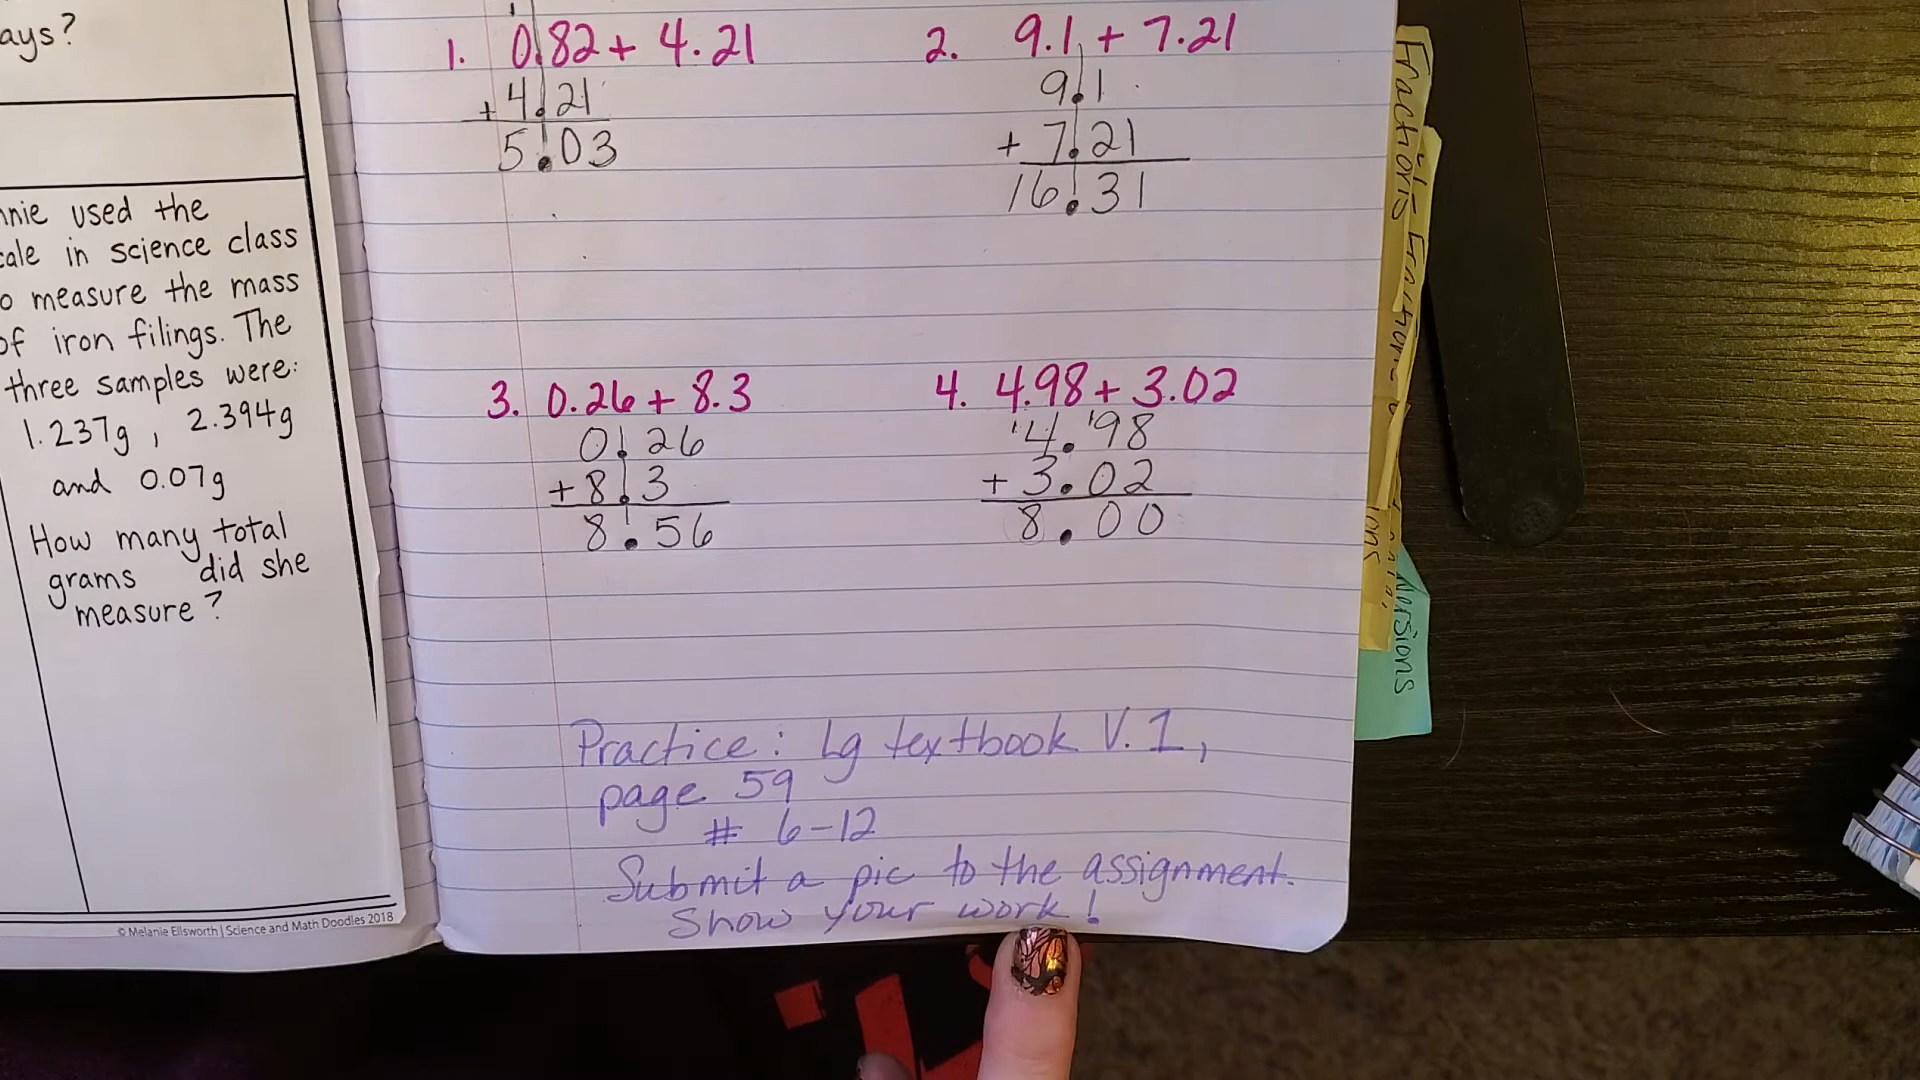 ays?
nnie used the
cale in science class
o measure the mass
of iron filings. The
three samples were:
1.237g, 2.394g
and 0.07g
How many total
grams did she
measure?
© Melanie Ellsworth | Science and Math Doodles 2018
1. 0.82 + 4.21
+ 4.21
5.03
2. 9.1 + 7.21
9.1
+ 7.21
16.31
3. 0.26 + 8.3
0.26
+ 8.3
8.56
4. 4.98 + 3.02
14.198
+ 3.02
8.00
Practice: Lg textbook V. 1,
page 59
# 6-12
Submit a pic to the assignment.
Show your work!
Fractions